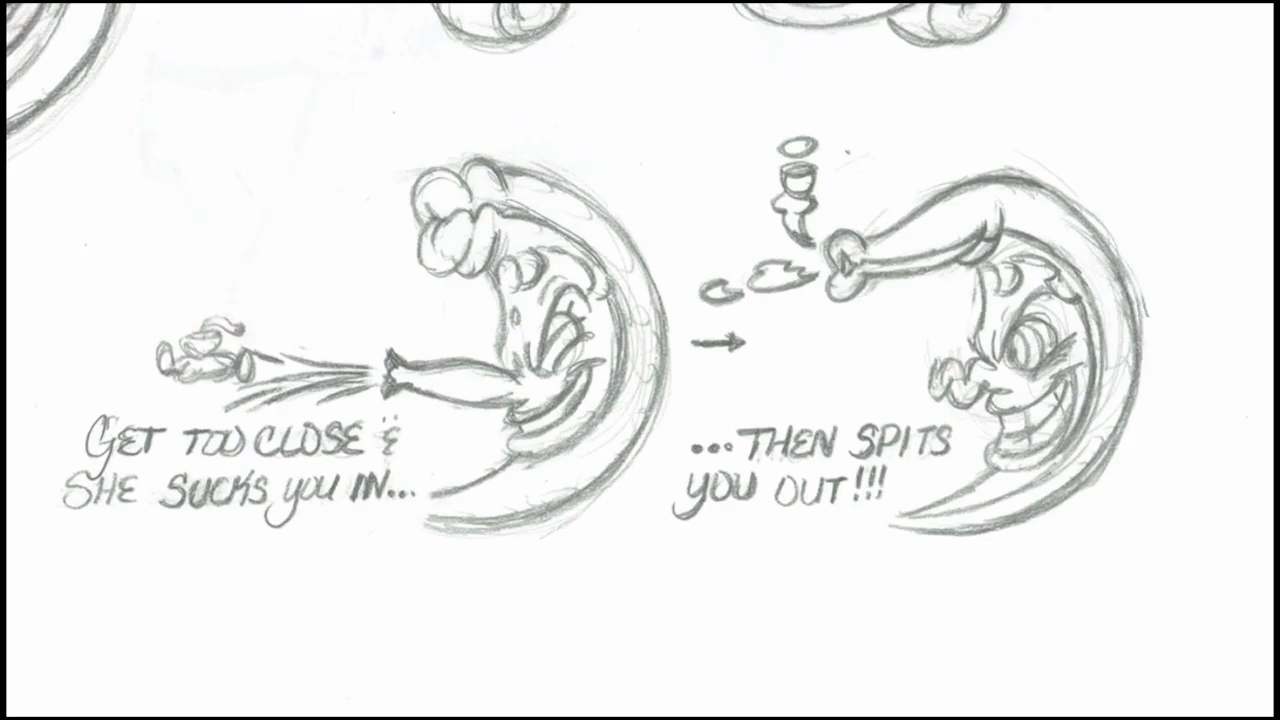 GET TOO CLOSE &
SHE SUCKS YOU IN...
...THEN SPITS
YOU OUT!!!